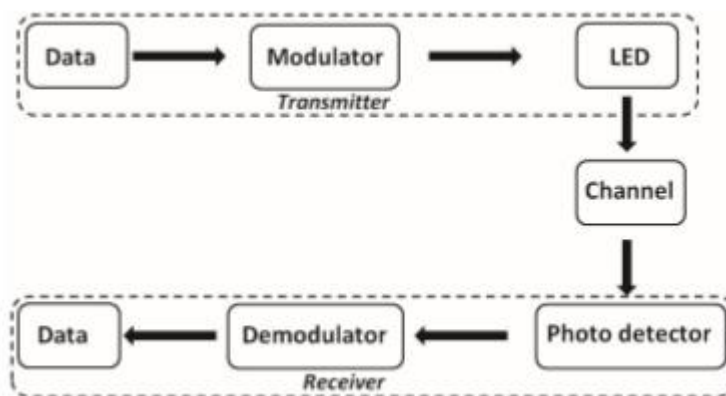 Data
Modulator
LED
Transmitter
Channel
Data
Demodulator
Photo detector
Receiver